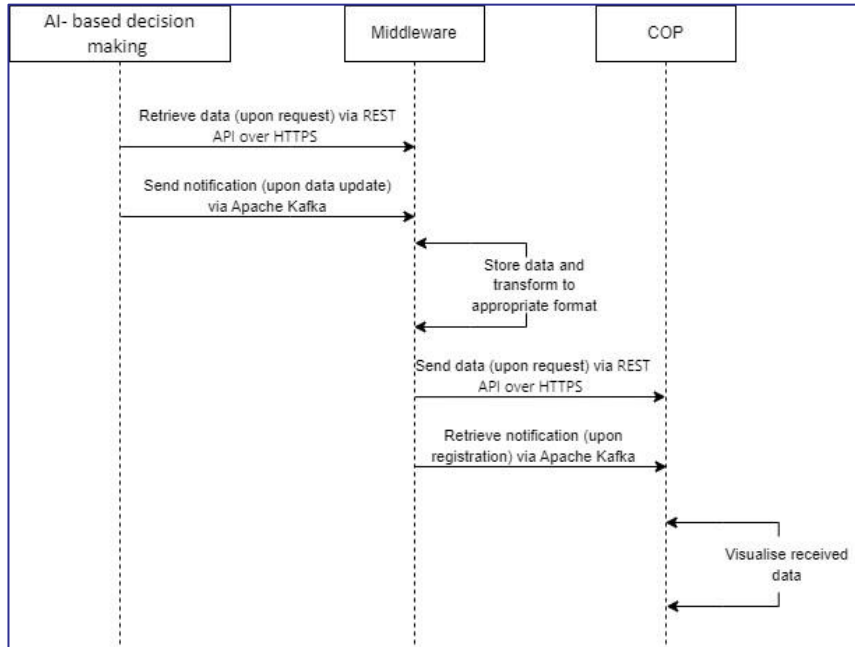 AI- based decision
making
Middleware
COP
Retrieve data (upon request) via REST
API over HTTPS
Send notification (upon data update)
via Apache Kafka
Store data and
transform to
appropriate format
Send data (upon request) via REST
API over HTTPS
Retrieve notification (upon
registration) via Apache Kafka
Visualise received
data